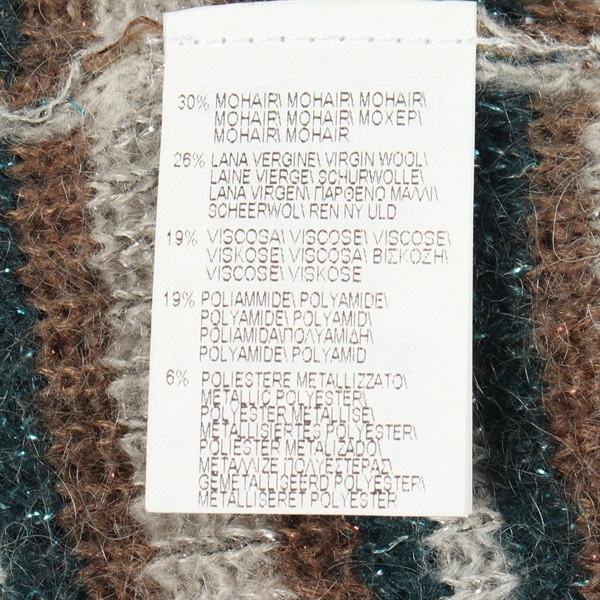 30% MOHAIR\ MOHAIR\ MOHAIR\
MOHAIR\ MOHAIR\ МОХЕР\
MOHAIR\ MOHAIR
26% LANA VERGINE\ VIRGIN WOOL\
LAINE VIERGE\ SCHURWOLLE\
LANA VIRGEN\ ΠΑΡΘΕΝΟ ΜΑΛΛΙ\
SCHEERWOL\ REN NY ULD
19% VISCOSA\ VISCOSE\ VISCOSE\
VISKOSE\ VISCOSA\ ΒΙΣΚΟΖΗ\
VISCOSE\ VISKOSE
19% POLIAMMIDE\ POLYAMIDE\
POLYAMIDE\ POLYAMID\
POLIAMIDA\ΠΟΛΥΑΜΙΔΗ\
POLYAMIDE\ POLYAMID
6% POLIESTERE METALLIZZATO\
METALLIC POLYESTER\
POLYESTER METALLISE\
METALLISIERTES POLYESTER\
POLIESTER METALIZADO\
ΜΕΤΑΛΛΙΖΕ ΠΟΛΥΕΣΤΕΡΑΣ\
GEMETALLISEERD POLYESTER\
METALLISERET POLYESTER